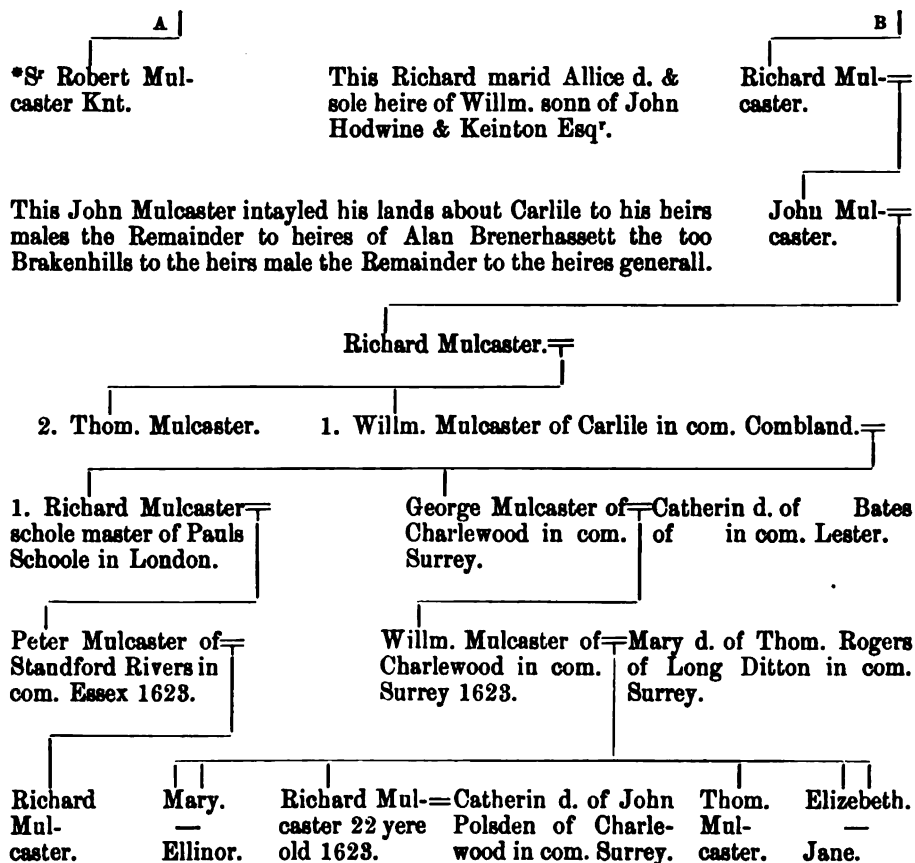 A
B
*Sr Robert Mul-
caster Knt.
This Richard marid Allice d. &
sole heire of Willm. sonn of John
Hodwine & Keinton Esqr.
Richard Mul-
caster.
This John Mulcaster intayled his lands about Carlile to his heirs
males the Remainder to heires of Alan Brenerhassett the too
Brakenhills to the heirs male the Remainder to the heires generall.
John Mul-
caster.
Richard Mulcaster.
2. Thom. Mulcaster.
1. Willm. Mulcaster of Carlile in com. Combland.
1. Richard Mulcaster
schole master of Pauls
Schoole in London.
George Mulcaster of
Charlewood in com.
Surrey.
Catherin d. of Bates
of in com. Lester.
Peter Mulcaster of
Standford Rivers in
com. Essex 1623.
Willm. Mulcaster of
Charlewood in com.
Surrey 1623.
Mary d. of Thom. Rogers
of Long Ditton in com.
Surrey.
Richard
Mul-
caster.
Mary.
—
Ellinor.
Richard Mul-
caster 22 yere
old 1623.
Catherin d. of John
Polsden of Charle-
wood in com. Surrey.
Thom.
Mul-
caster.
Elizebeth.
—
Jane.